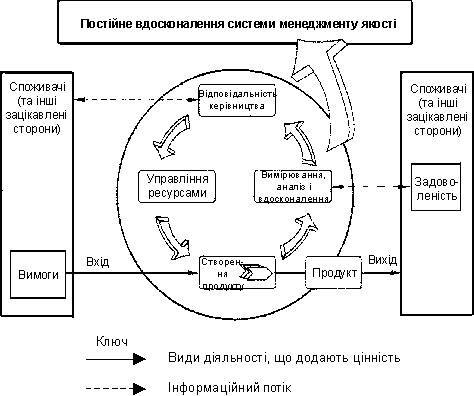 Постійне вдосконалення системи менеджменту якості
Споживачі
(та інші
зацікавлені
сторони)
Відповідальність
керівництва
Споживачі
(та інші
зацікавлені
сторони)
Управління
ресурсами
Вимірювання,
аналіз і
вдосконалення
Задово-
леність
Вимоги
Вхід
Створен-
на
продукту
Продукт
Вихід
Ключ
Види діяльності, що додають цінність
Інформаційний потік